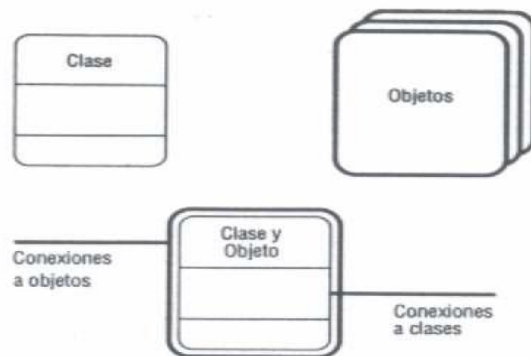 Clase
Objetos
Clase y
Objeto
Conexiones
a objetos
Conexiones
a clases